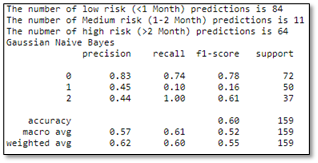 The number of low risk (<1 Month) predictions is 84
The number of Medium risk (1-2 Month) predictions is 11
The nubmer of high risk (>2 Month) predictions is 64
Gaussian Naive Bayes
precision recall f1-score support
0 0.83 0.74 0.78 72
1 0.45 0.10 0.16 50
2 0.44 1.00 0.61 37
accuracy 0.60 159
macro avg 0.57 0.61 0.52 159
weighted avg 0.62 0.60 0.55 159